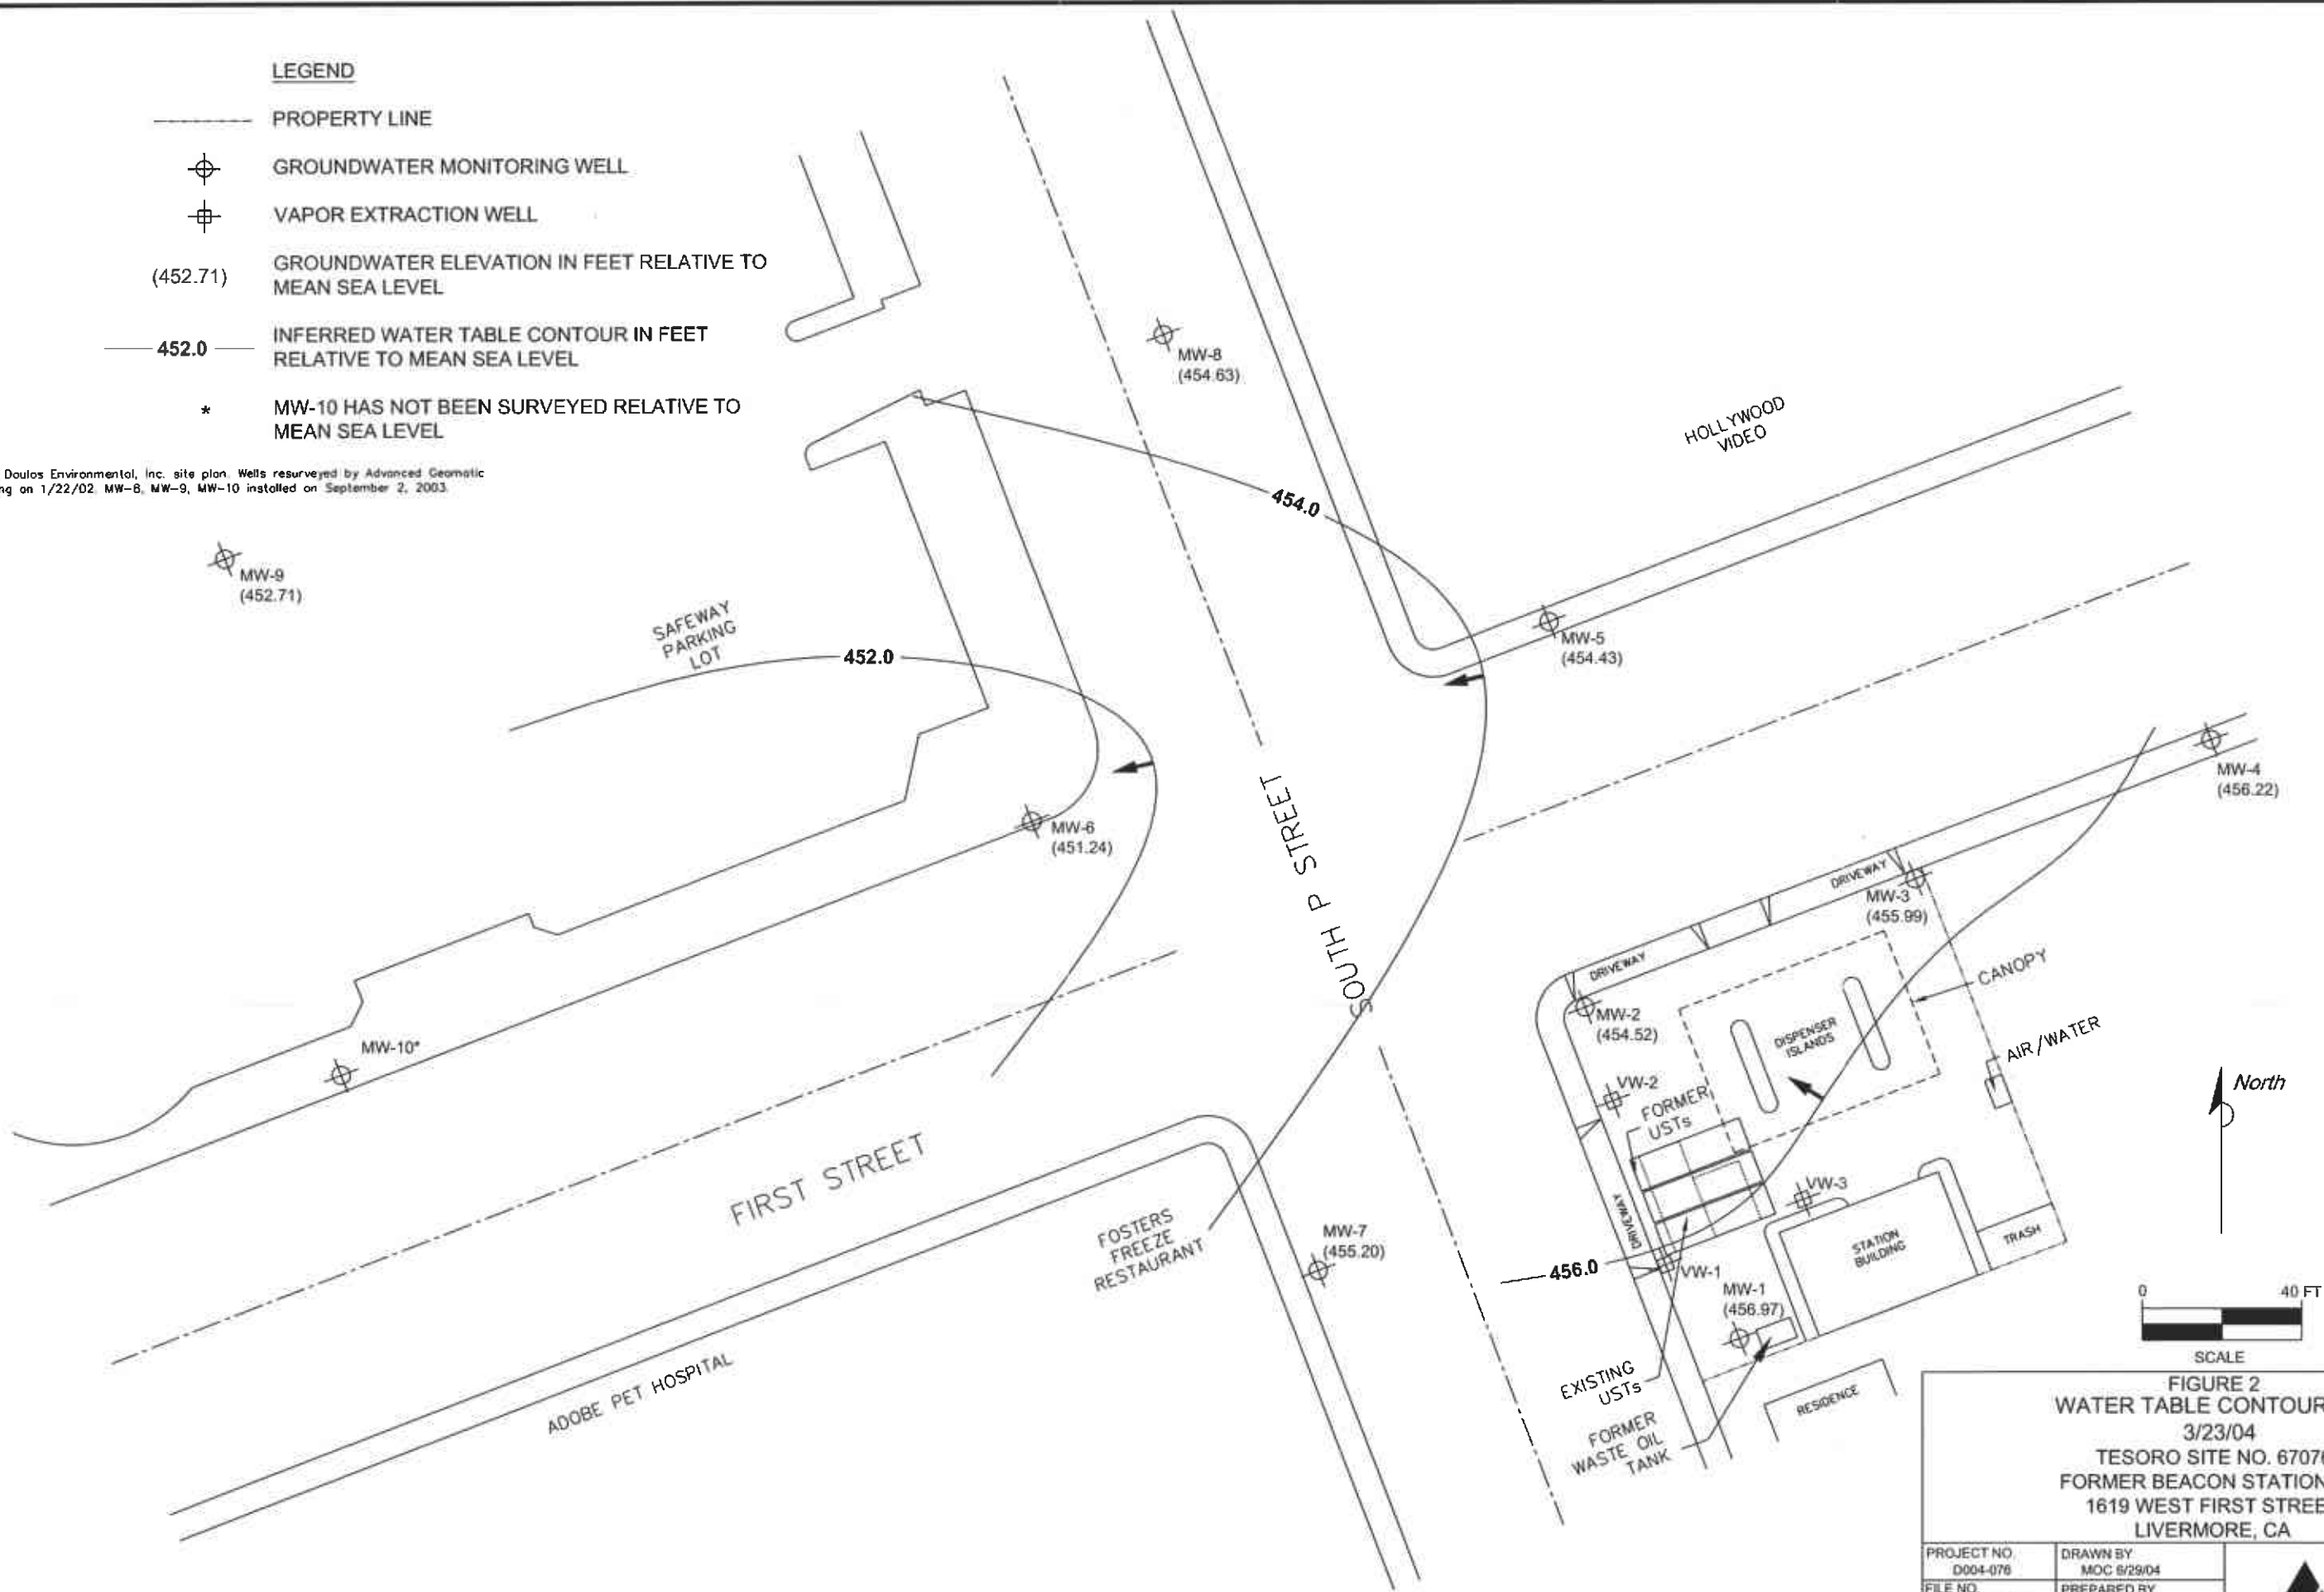 LEGEND
PROPERTY LINE
GROUNDWATER MONITORING WELL
VAPOR EXTRACTION WELL
(452.71)
GROUNDWATER ELEVATION IN FEET RELATIVE TO
MEAN SEA LEVEL
452.0
INFERRED WATER TABLE CONTOUR IN FEET
RELATIVE TO MEAN SEA LEVEL
*
MW-10 HAS NOT BEEN SURVEYED RELATIVE TO
MEAN SEA LEVEL
Doulos Environmental, Inc. site plan. Wells resurveyed by Advanced Geomatic
ng on 1/22/02. MW-8, MW-9, MW-10 installed on September 2, 2003.
MW-8
(454.63)
HOLLYWOOD
VIDEO
454.0
MW-9
(452.71)
SAFEWAY
PARKING
LOT
452.0
MW-5
(454.43)
MW-4
(456.22)
MW-6
(451.24)
SOUTH P STREET
DRIVEWAY
MW-3
(455.99)
DRIVEWAY
CANOPY
MW-2
(454.52)
DISPENSER
ISLANDS
AIR/WATER
MW-10*
VW-2
FORMER
USTs
North
FIRST STREET
VW-3
DRIVEWAY
FOSTERS
FREEZE
RESTAURANT
MW-7
(455.20)
STATION
BUILDING
TRASH
456.0
VW-1
MW-1
(456.97)
0 40 FT
SCALE
ADOBE PET HOSPITAL
EXISTING
USTs
RESIDENCE
FORMER
WASTE OIL
TANK
FIGURE 2
WATER TABLE CONTOUR
3/23/04
TESORO SITE NO. 6707
FORMER BEACON STATION
1619 WEST FIRST STREE
LIVERMORE, CA
PROJECT NO.
D004-076
DRAWN BY
MOC 6/29/04
FILE NO.
PREPARED BY